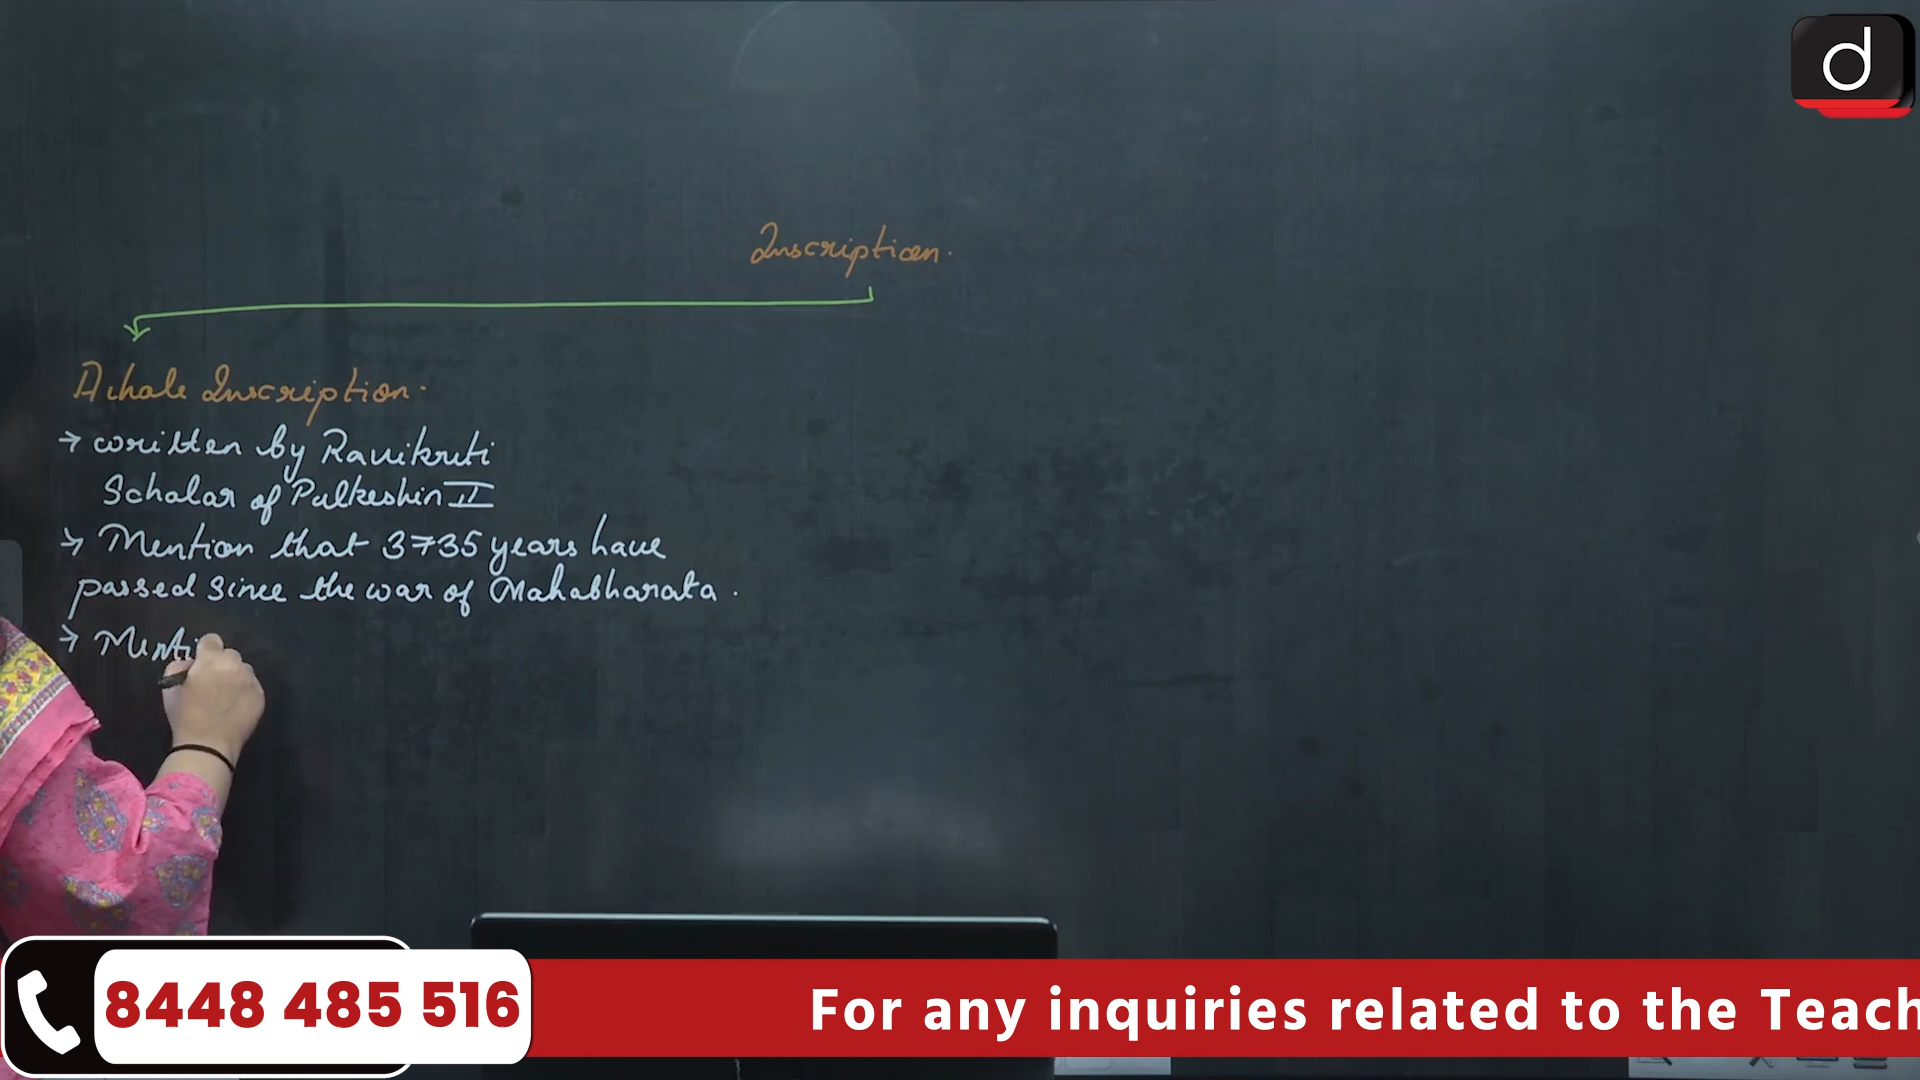 d
Inscription.
Aihole Inscription.
→ written by Ravikruti
Scholar of Pulkeshin II
→ Mention that 3735 years have
passed since the war of Mahabharata.
→ Menti
8448 485 516
For any inquiries related to the Teach